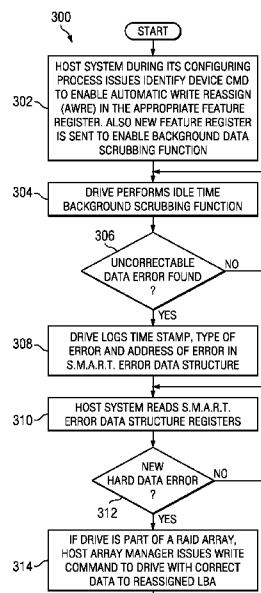 300
START
HOST SYSTEM DURING ITS CONFIGURING
PROCESS ISSUES IDENTIFY DEVICE CMD
TO ENABLE AUTOMATIC WRITE REASSIGN
(AWRE) IN THE APPROPRIATE FEATURE
REGISTER. ALSO NEW FEATURE REGISTER
IS SENT TO ENABLE BACKGROUND DATA
SCRUBBING FUNCTION
302
304
DRIVE PERFORMS IDLE TIME
BACKGROUND SCRUBBING FUNCTION
306
UNCORRECTABLE
DATA ERROR FOUND
?
NO
YES
308
DRIVE LOGS TIME STAMP, TYPE OF
ERROR AND ADDRESS OF ERROR IN
S.M.A.R.T. ERROR DATA STRUCTURE
310
HOST SYSTEM READS S.M.A.R.T.
ERROR DATA STRUCTURE REGISTERS
NEW
HARD DATA ERROR
?
NO
312
YES
314
IF DRIVE IS PART OF A RAID ARRAY,
HOST ARRAY MANAGER ISSUES WRITE
COMMAND TO DRIVE WITH CORRECT
DATA TO REASSIGNED LBA